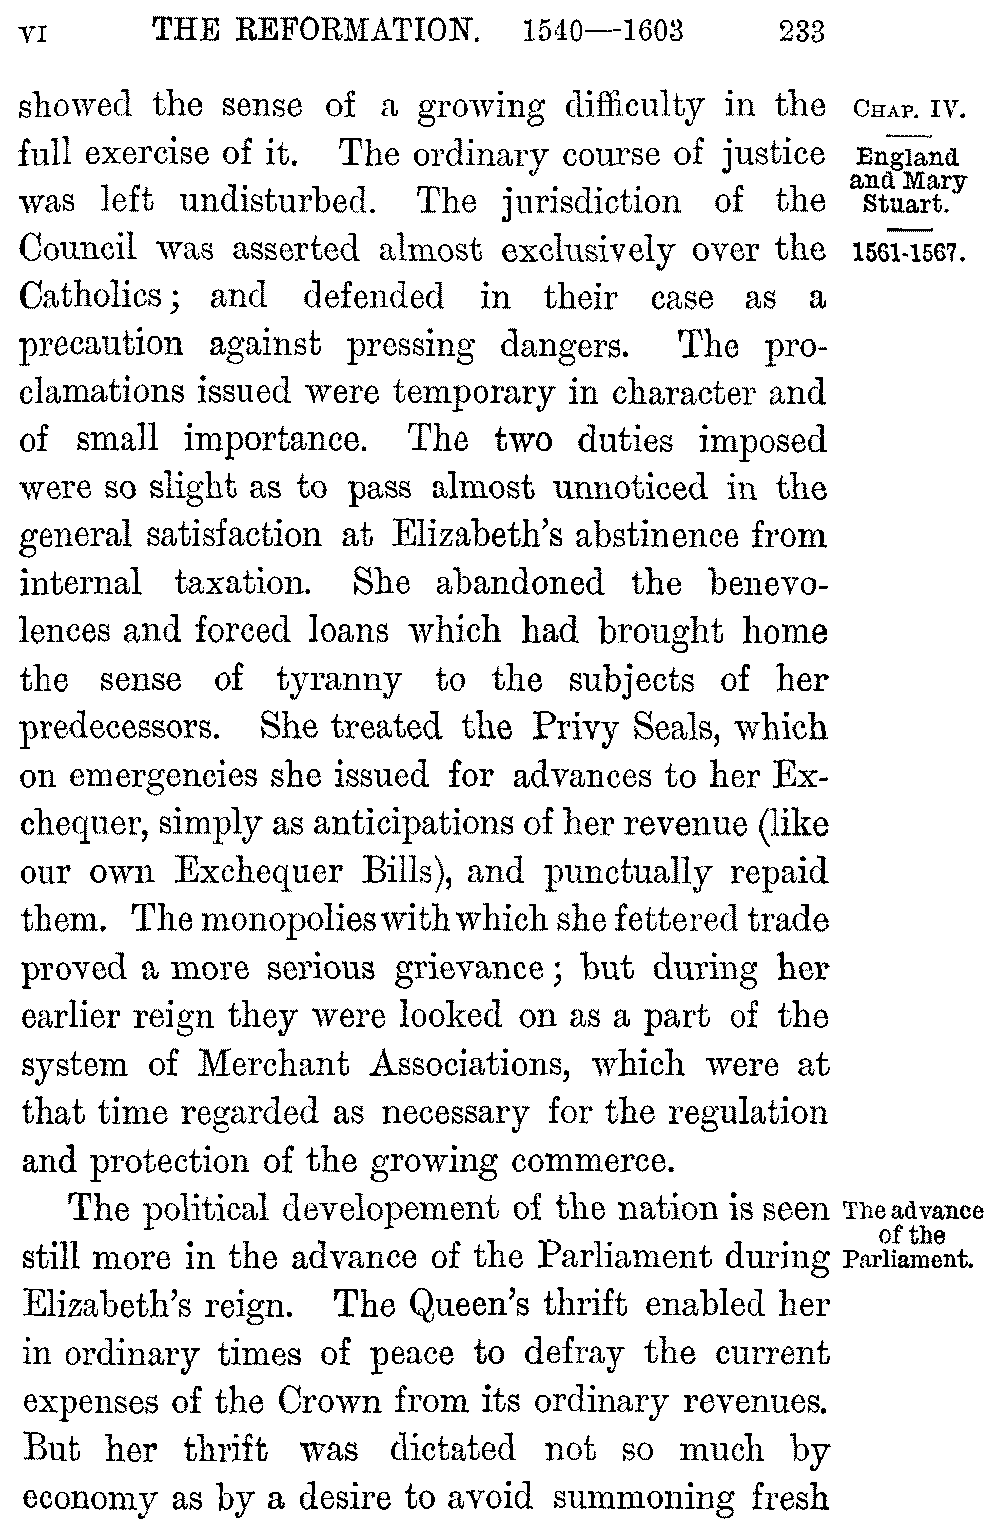 VI THE REFORMATION. 1540—1603 233
showed the sense of a growing difficulty in the
full exercise of it. The ordinary course of justice
was left undisturbed. The jurisdiction of the
Council was asserted almost exclusively over the
Catholics; and defended in their case as a
precaution against pressing dangers. The pro-
clamations issued were temporary in character and
of small importance. The two duties imposed
were so slight as to pass almost unnoticed in the
general satisfaction at Elizabeth's abstinence from
internal taxation. She abandoned the benevo-
lences and forced loans which had brought home
the sense of tyranny to the subjects of her
predecessors. She treated the Privy Seals, which
on emergencies she issued for advances to her Ex-
chequer, simply as anticipations of her revenue (like
our own Exchequer Bills), and punctually repaid
them. The monopolies with which she fettered trade
proved a more serious grievance; but during her
earlier reign they were looked on as a part of the
system of Merchant Associations, which were at
that time regarded as necessary for the regulation
and protection of the growing commerce.
The political developement of the nation is seen
still more in the advance of the Parliament during
Elizabeth's reign. The Queen's thrift enabled her
in ordinary times of peace to defray the current
expenses of the Crown from its ordinary revenues.
But her thrift was dictated not so much by
economy as by a desire to avoid summoning fresh
CHAP. IV.
England
and Mary
Stuart.
1561-1567.
The advance
of the
Parliament.